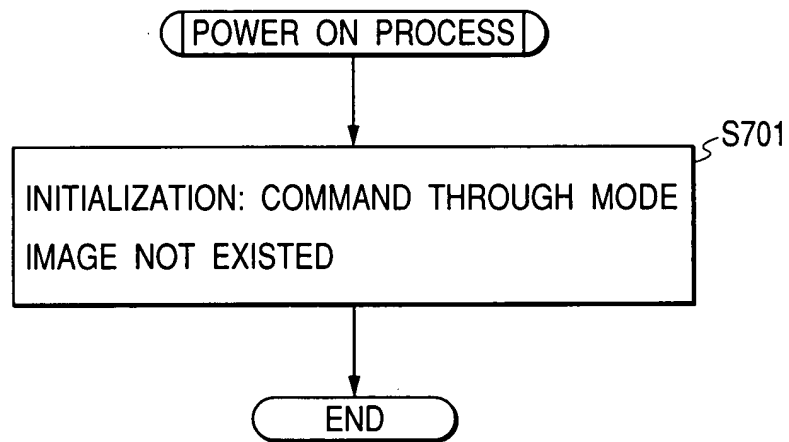 POWER ON PROCESS
S701
INITIALIZATION: COMMAND THROUGH MODE
IMAGE NOT EXISTED
END